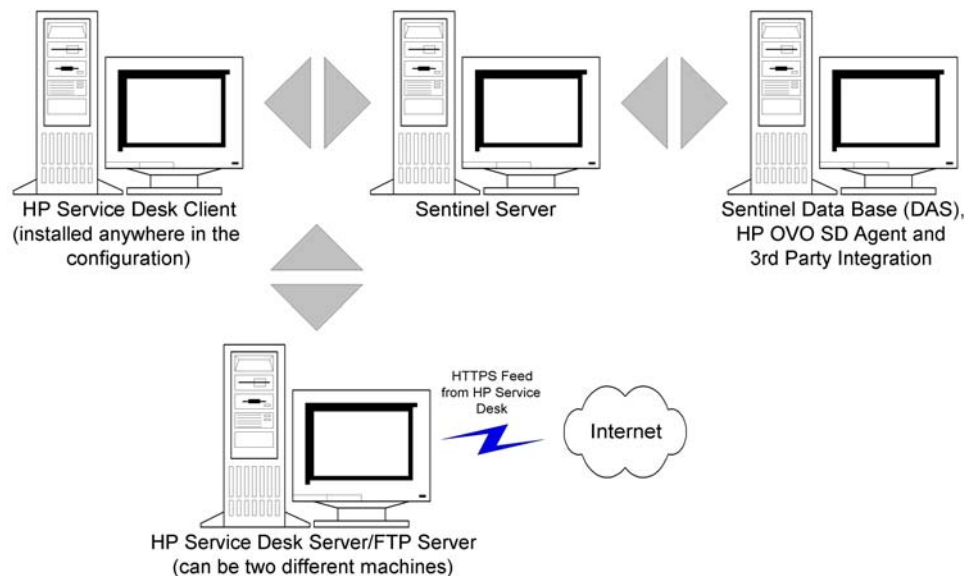 HP Service Desk Client
(installed anywhere in the
configuration)
Sentinel Server
Sentinel Data Base (DAS),
HP OVO SD Agent and
3rd Party Integration
HTTPS Feed
from HP Service
Desk
Internet
HP Service Desk Server/FTP Server
(can be two different machines)